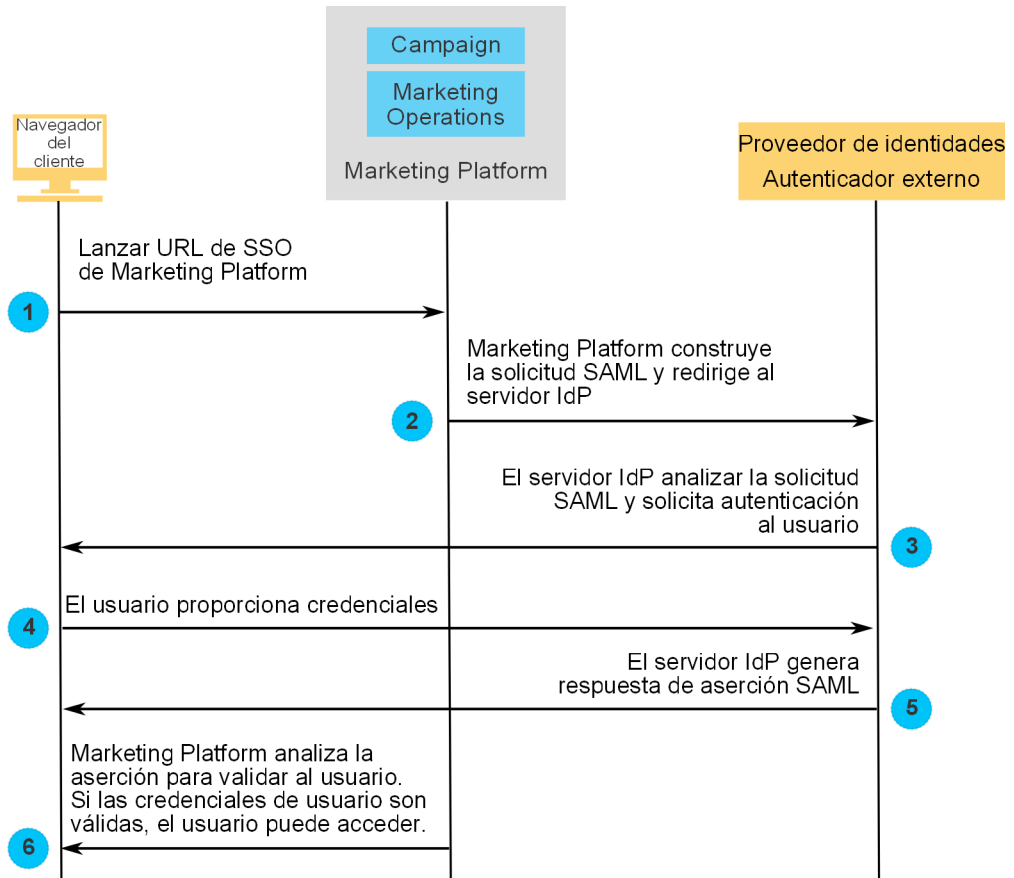 Campaign
Marketing
Operations
Marketing Platform
Navegador
del
cliente
Proveedor de identidades
Autenticador externo
Lanzar URL de SSO
de Marketing Platform
1
Marketing Platform construye
la solicitud SAML y redirige al
servidor IdP
2
El servidor IdP analizar la solicitud
SAML y solicita autenticación
al usuario
3
El usuario proporciona credenciales
4
El servidor IdP genera
respuesta de aserción SAML
5
Marketing Platform analiza la
aserción para validar al usuario.
Si las credenciales de usuario son
válidas, el usuario puede acceder.
6